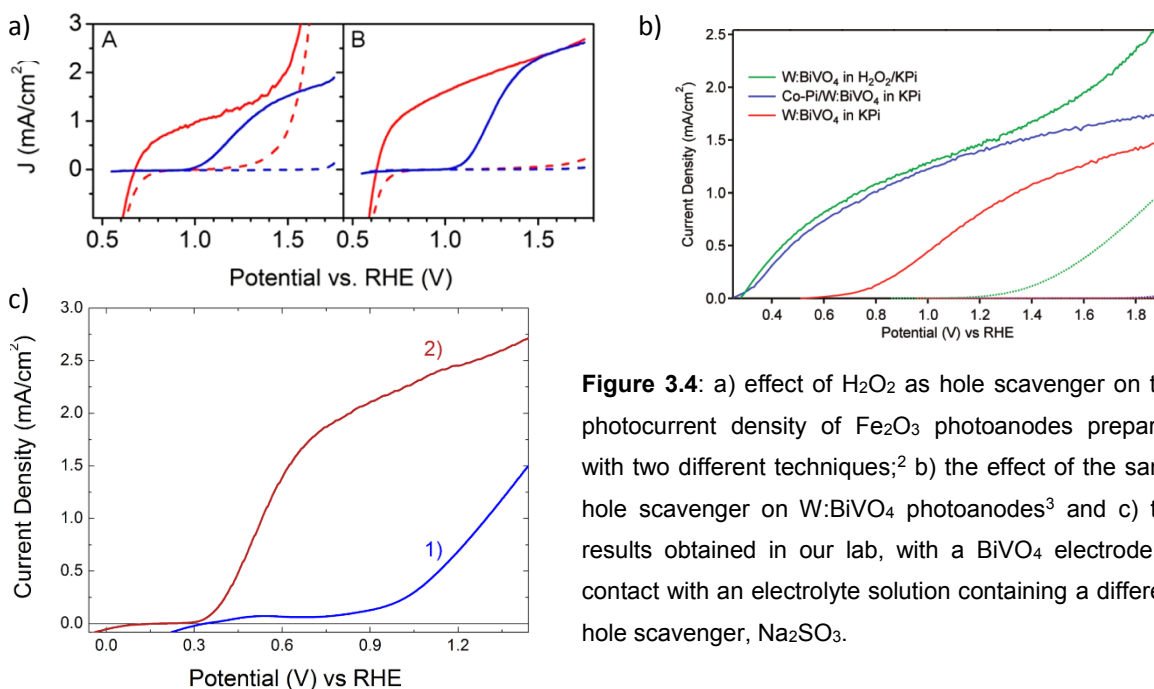 a)
A
B
J (mA/cm²)
3
2
1
0
0.5
1.0
1.5
0.5
1.0
1.5
Potential vs. RHE (V)
b)
Current Density (mA/cm²)
2.5
2.0
1.5
1.0
0.5
0.0
W:BiVO₄ in H₂O₂/KPi
Co-Pi/W:BiVO₄ in KPi
W:BiVO₄ in KPi
0.4
0.6
0.8
1.0
1.2
1.4
1.6
1.8
Potential (V) vs RHE
c)
Current Density (mA/cm²)
3.0
2.5
2.0
1.5
1.0
0.5
0.0
2)
1)
0.0
0.3
0.6
0.9
1.2
Potential (V) vs RHE
Figure 3.4: a) effect of H₂O₂ as hole scavenger on
photocurrent density of Fe₂O₃ photoanodes
with two different techniques;² b) the effect of the
hole scavenger on W:BiVO₄ photoanodes³ and c)
results obtained in our lab, with a BiVO₄ electrode
contact with an electrolyte solution containing a
hole scavenger, Na₂SO₃.